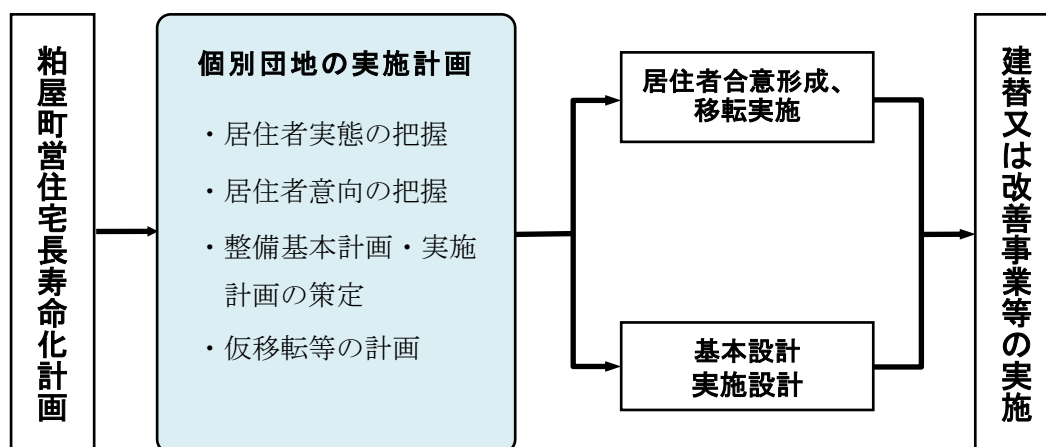 粕屋町営住宅長寿命化計画
個別団地の実施計画
・居住者実態の把握
・居住者意向の把握
・整備基本計画・実施
計画の策定
・仮移転等の計画
居住者合意形成、
移転実施
基本設計
実施設計
建替又は改善事業等の実施